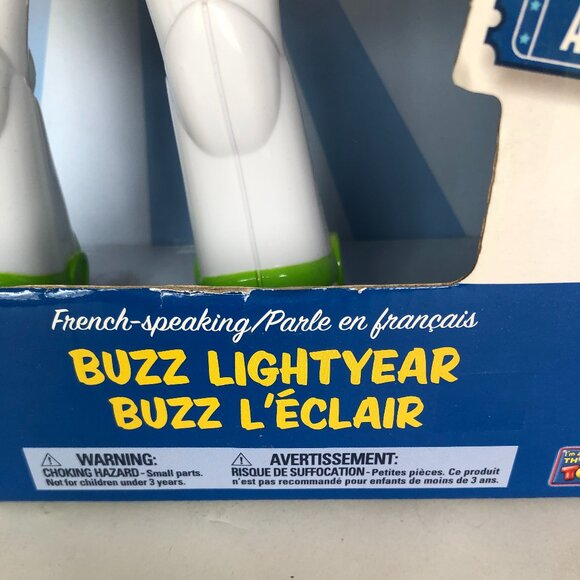 A
French-speaking/Parle en français
BUZZ LIGHTYEAR
BUZZ L'ÉCLAIR
⚠ WARNING:
CHOKING HAZARD-Small parts.
Not for children under 3 years.
⚠ AVERTISSEMENT:
RISQUE DE SUFFOCATION-Petites pièces. Ce produit
n'est pas recommandé pour enfants de moins de 3 ans.